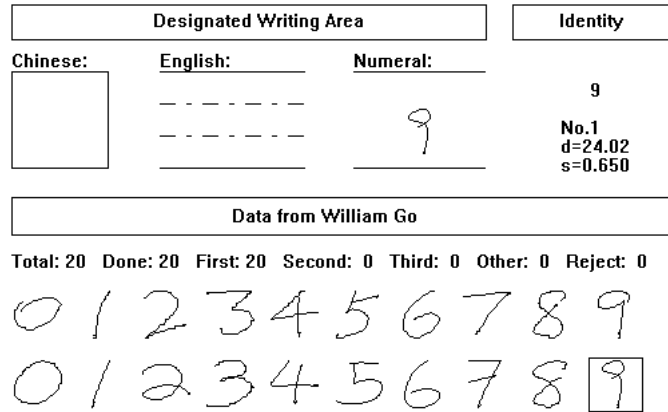 Designated Writing Area Identity
Chinese: English: Numeral:
9
9
No.1
d=24.02
s=0.650
Data from William Go
Total: 20 Done: 20 First: 20 Second: 0 Third: 0 Other: 0 Reject: 0
0 1 2 3 4 5 6 7 8 9
0 1 2 3 4 5 6 7 8 9